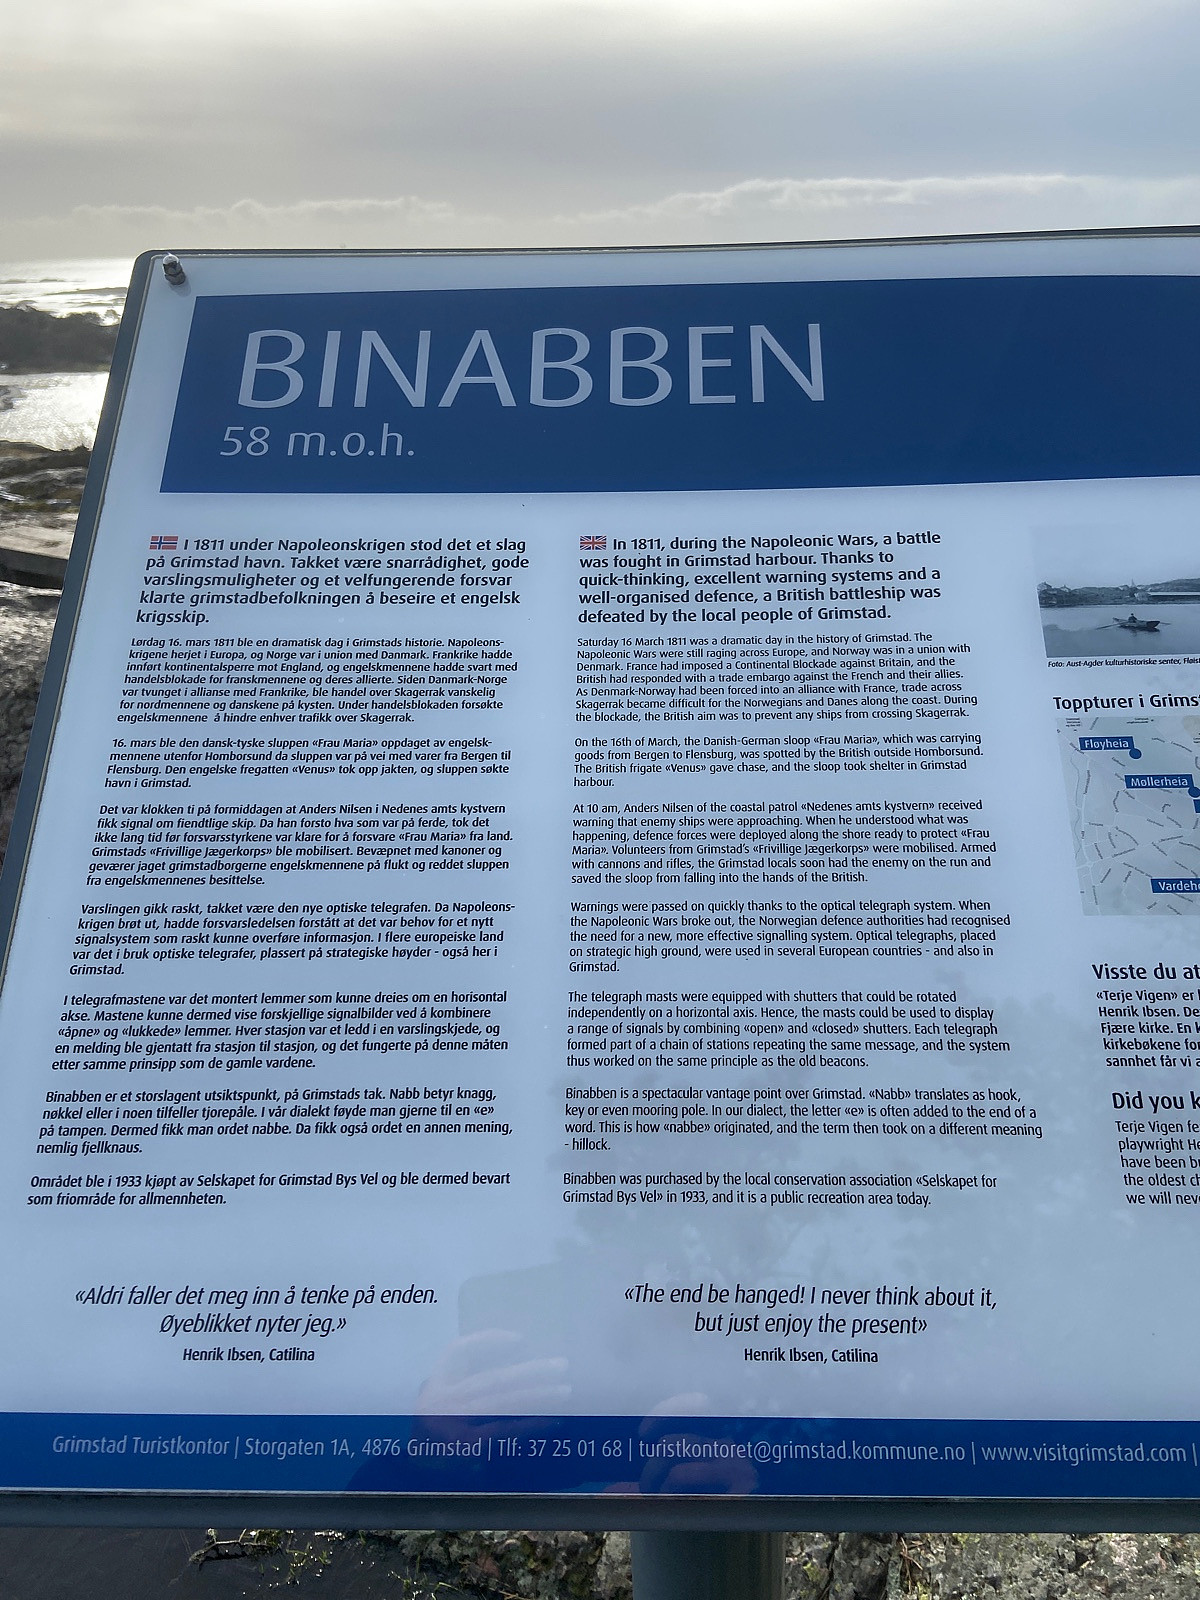 BINABBEN
58 m.o.h.
I 1811 under Napoleonskrigen stod det et slag
på Grimstad havn. Takket være snarrådighet, gode
varslingsmuligheter og et velfungerende forsvar
klarte grimstadbefolkningen å beseire et engelsk
krigsskip.
Lørdag 16. mars 1811 ble en dramatisk dag i Grimstads historie. Napoleons-
krigene herjet i Europa, og Norge var i union med Danmark. Frankrike hadde
innført kontinentalsperre mot England, og engelskmennene hadde svart med
handelsblokade for franskmennene og deres allierte. Siden Danmark-Norge
var tvunget i allianse med Frankrike, ble handel over Skagerrak vanskelig
for nordmennene og danskene på kysten. Under handelsblokaden forsøkte
engelskmennene å hindre enhver trafikk over Skagerrak.
16. mars ble den dansk-tyske sluppen «Frau Maria» oppdaget av engelsk-
mennene utenfor Homborsund da sluppen var på vei med varer fra Bergen til
Flensburg. Den engelske fregatten «Venus» tok opp jakten, og sluppen søkte
havn i Grimstad.
Det var klokken ti på formiddagen at Anders Nilsen i Nedenes amts kystvern
fikk signal om fiendtlige skip. Da han forsto hva som var på ferde, tok det
ikke lang tid før forsvarsstyrkene var klare for å forsvare «Frau Maria» fra land.
Grimstads «Frivillige Jægerkorps» ble mobilisert. Bevæpnet med kanoner og
geværer jaget grimstadborgerne engelskmennene på flukt og reddet sluppen
fra engelskmennenes besittelse.
Varslingen gikk raskt, takket være den nye optiske telegrafen. Da Napoleons-
krigen brøt ut, hadde forsvarsledelsen forstått at det var behov for et nytt
signalsystem som raskt kunne overføre informasjon. I flere europeiske land
var det i bruk optiske telegrafer, plassert på strategiske høyder - også her i
Grimstad.
I telegrafmastene var det montert lemmer som kunne dreies om en horisontal
akse. Mastene kunne dermed vise forskjellige signalbilder ved å kombinere
«åpne» og «lukkede» lemmer. Hver stasjon var et ledd i en varslingskjede, og
en melding ble gjentatt fra stasjon til stasjon, og det fungerte på denne måten
etter samme prinsipp som de gamle vardene.
Binabben er et storslagent utsiktspunkt, på Grimstads tak. Nabb betyr knagg,
nøkkel eller i noen tilfeller tjorepåle. I vår dialekt føyde man gjerne til en «e»
på tampen. Dermed fikk man ordet nabbe. Da fikk også ordet en annen mening,
nemlig fjellknaus.
Området ble i 1933 kjøpt av Selskapet for Grimstad Bys Vel og ble dermed bevart
som friområde for allmennheten.
«Aldri faller det meg inn å tenke på enden.
Øyeblikket nyter jeg.»
Henrik Ibsen, Catilina
In 1811, during the Napoleonic Wars, a battle
was fought in Grimstad harbour. Thanks to
quick-thinking, excellent warning systems and a
well-organised defence, a British battleship was
defeated by the local people of Grimstad.
Saturday 16 March 1811 was a dramatic day in the history of Grimstad. The
Napoleonic Wars were still raging across Europe, and Norway was in a union with
Denmark. France had imposed a Continental Blockade against Britain, and the
British had responded with a trade embargo against the French and their allies.
As Denmark-Norway had been forced into an alliance with France, trade across
Skagerrak became difficult for the Norwegians and Danes along the coast. During
the blockade, the British aim was to prevent any ships from crossing Skagerrak.
On the 16th of March, the Danish-German sloop «Frau Maria», which was carrying
goods from Bergen to Flensburg, was spotted by the British outside Homborsund.
The British frigate «Venus» gave chase, and the sloop took shelter in Grimstad
harbour.
At 10 am, Anders Nilsen of the coastal patrol «Nedenes amts kystvern» received
warning that enemy ships were approaching. When he understood what was
happening, defence forces were deployed along the shore ready to protect «Frau
Maria». Volunteers from Grimstad's «Frivillige Jægerkorps» were mobilised. Armed
with cannons and rifles, the Grimstad locals soon had the enemy on the run and
saved the sloop from falling into the hands of the British.
Warnings were passed on quickly thanks to the optical telegraph system. When
the Napoleonic Wars broke out, the Norwegian defence authorities had recognised
the need for a new, more effective signalling system. Optical telegraphs, placed
on strategic high ground, were used in several European countries - and also in
Grimstad.
The telegraph masts were equipped with shutters that could be rotated
independently on a horizontal axis. Hence, the masts could be used to display
a range of signals by combining «open» and «closed» shutters. Each telegraph
formed part of a chain of stations repeating the same message, and the system
thus worked on the same principle as the old beacons.
Binabben is a spectacular vantage point over Grimstad. «Nabb» translates as hook,
key or even mooring pole. In our dialect, the letter «e» is often added to the end of a
word. This is how «nabbe» originated, and the term then took on a different meaning
- hillock.
Binabben was purchased by the local conservation association «Selskapet for
Grimstad Bys Vel» in 1933, and it is a public recreation area today.
«The end be hanged! I never think about it,
but just enjoy the present»
Henrik Ibsen, Catilina
Foto: Aust-Agder kulturhistoriske senter,
Toppturer i Grims
Fløyheia
Møllerheia
Vardehe
Visste du at
«Terje Vigen» er
Henrik Ibsen. De
Fjære kirke. En
kirkebøkene for
sannhet får vi a
Did you k
Terje Vigen fe
playwright He
have been b
the oldest ch
we will nev
Grimstad Turistkontor | Storgaten 1A, 4876 Grimstad | Tlf: 37 25 01 68 | turistkontoret@grimstad.kommune.no | www.visitgrimstad.com |